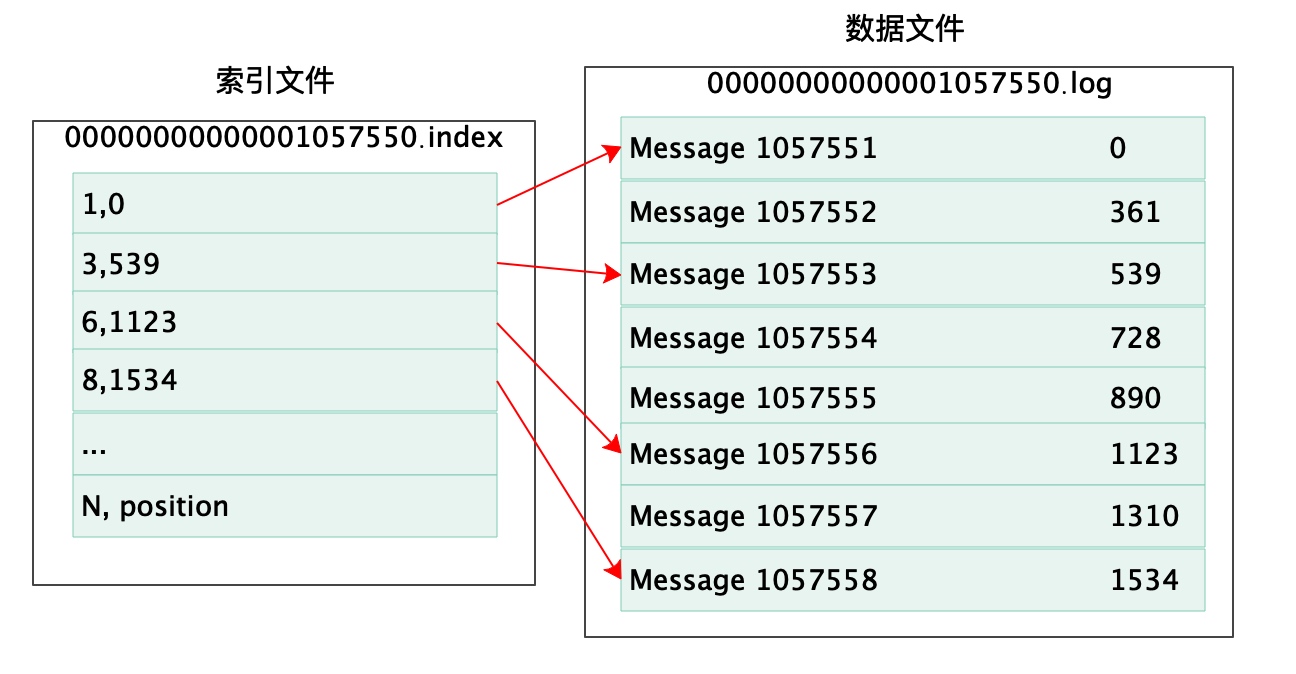 数据文件
索引文件
00000000000001057550.index
1,0
3,539
6,1123
8,1534
...
N, position
00000000000001057550.log
Message 1057551 0
Message 1057552 361
Message 1057553 539
Message 1057554 728
Message 1057555 890
Message 1057556 1123
Message 1057557 1310
Message 1057558 1534